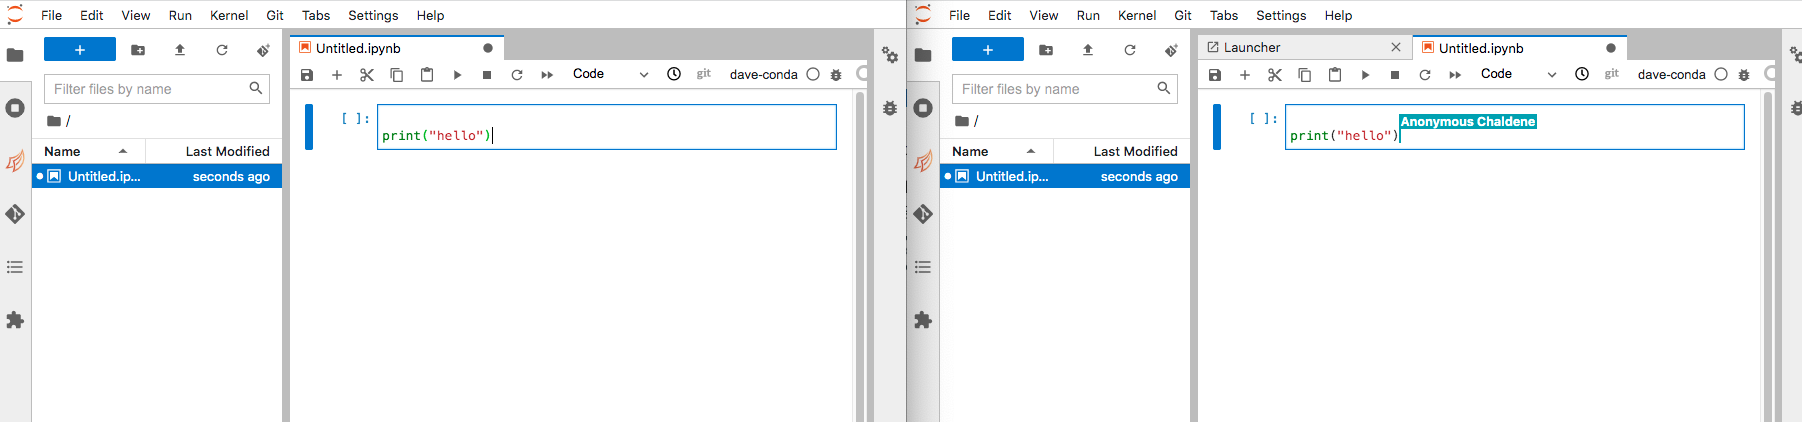 File Edit View Run Kernel Git Tabs Settings Help
+
Untitled.ipynb
Code
git
dave-conda
Filter files by name
/
[ ]:
print("hello")
Name
Last Modified
Untitled.ip...
seconds ago
File Edit View Run Kernel Git Tabs Settings Help
+
Launcher
Untitled.ipynb
Code
git
dave-conda
Filter files by name
/
[ ]:
Anonymous Chaldene
print("hello")
Name
Last Modified
Untitled.ip...
seconds ago